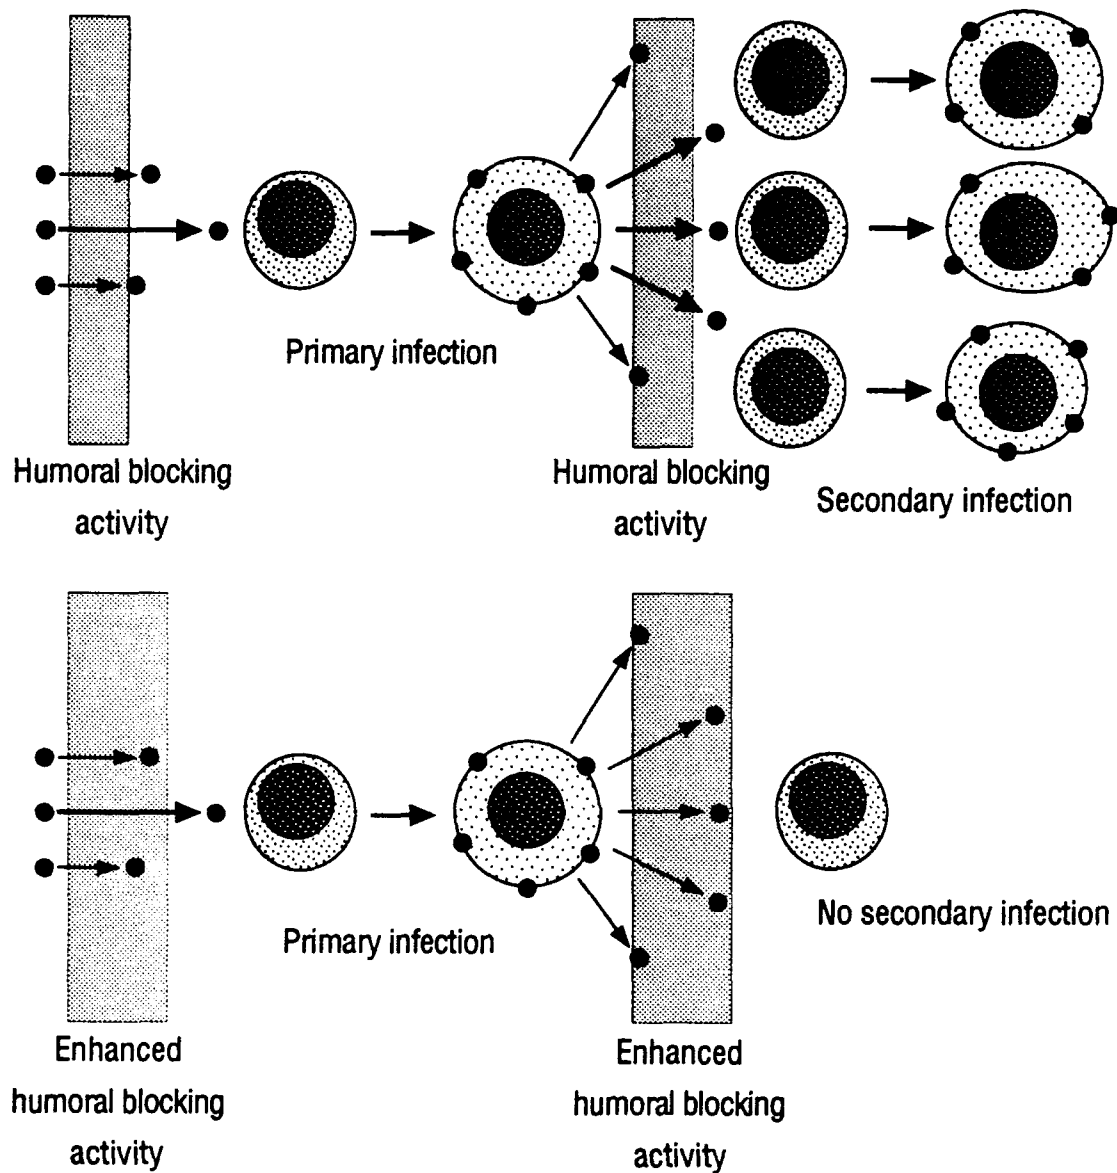 Primary infection
Humoral blocking
activity
Humoral blocking
activity
Secondary infection
Primary infection
No secondary infection
Enhanced
humoral blocking
activity
Enhanced
humoral blocking
activity